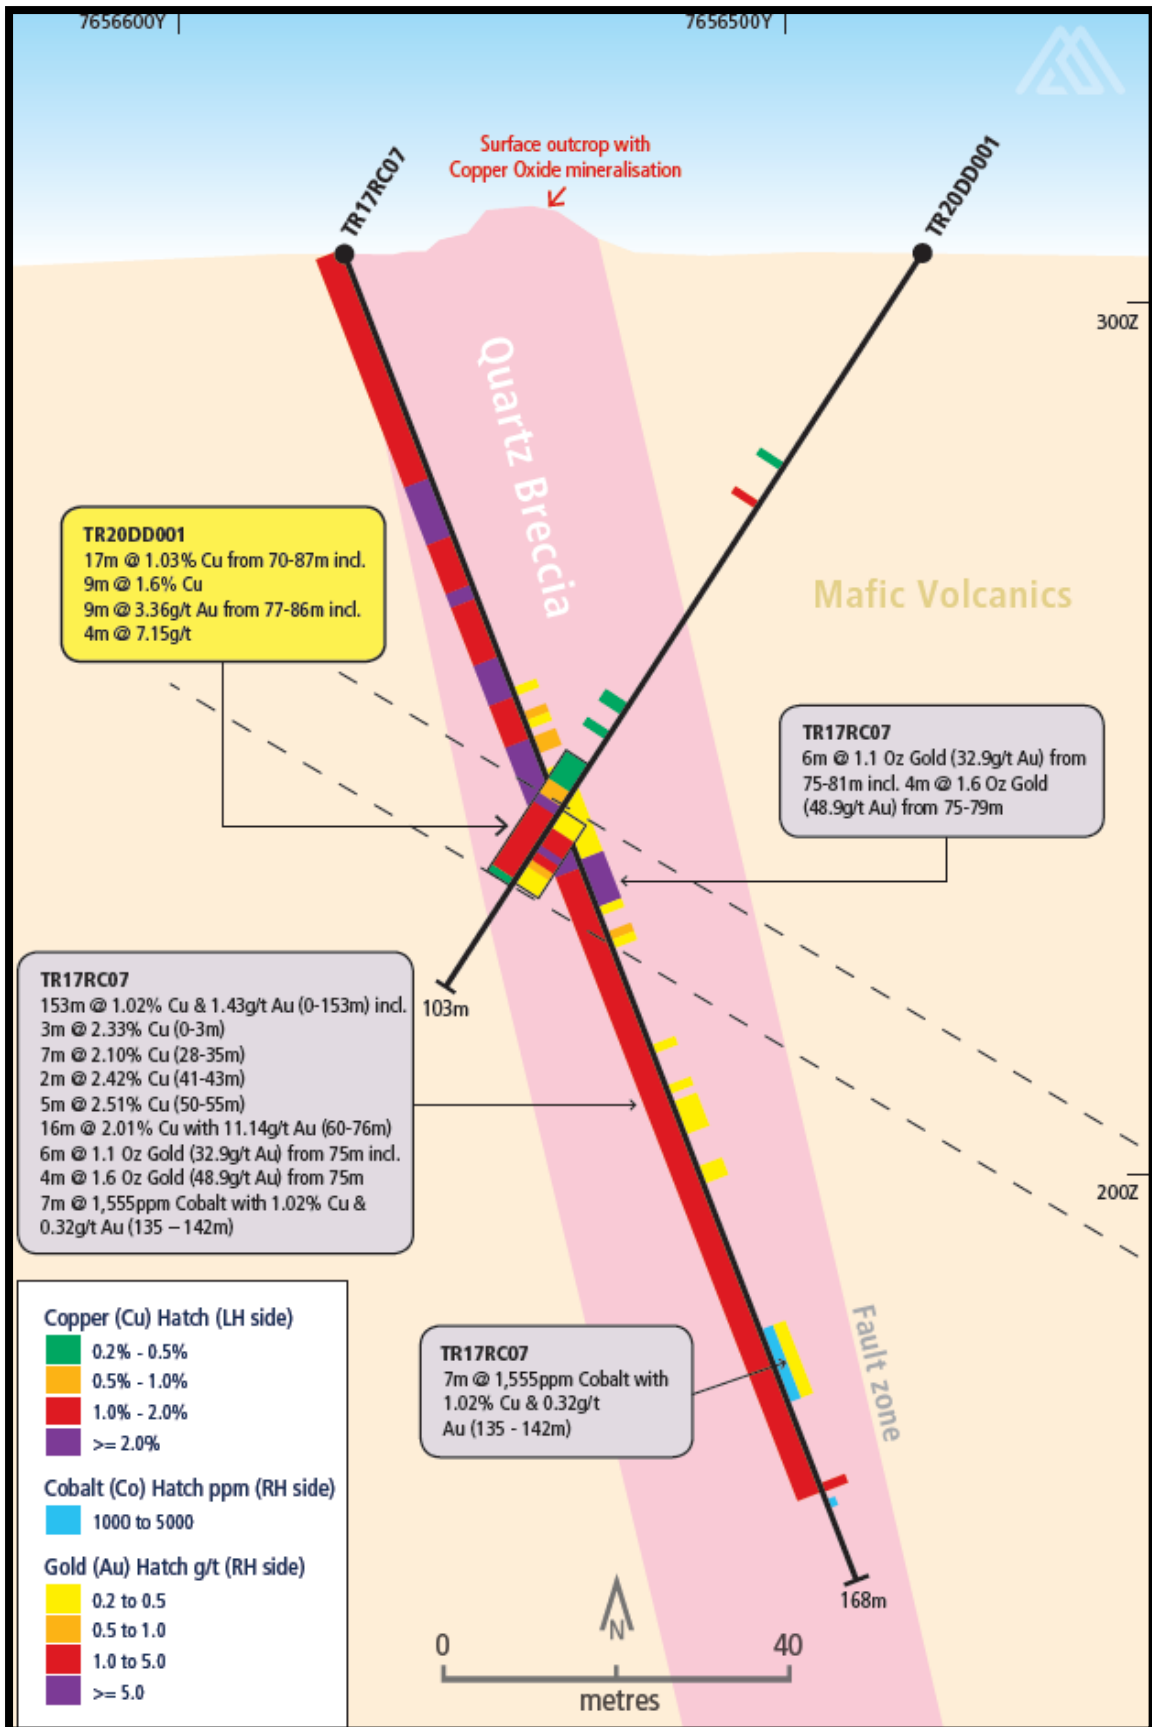 7656600Y
7656500Y
Surface outcrop with
Copper Oxide mineralisation
TR17RC07
TR20DD001
300Z
Quartz Breccia
Mafic Volcanics
TR20DD001
17m @ 1.03% Cu from 70-87m incl.
9m @ 1.6% Cu
9m @ 3.36g/t Au from 77-86m incl.
4m @ 7.15g/t
TR17RC07
6m @ 1.1 Oz Gold (32.9g/t Au) from
75-81m incl. 4m @ 1.6 Oz Gold
(48.9g/t Au) from 75-79m
TR17RC07
153m @ 1.02% Cu & 1.43g/t Au (0-153m) incl.
3m @ 2.33% Cu (0-3m)
7m @ 2.10% Cu (28-35m)
2m @ 2.42% Cu (41-43m)
5m @ 2.51% Cu (50-55m)
16m @ 2.01% Cu with 11.14g/t Au (60-76m)
6m @ 1.1 Oz Gold (32.9g/t Au) from 75m incl.
4m @ 1.6 Oz Gold (48.9g/t Au) from 75m
7m @ 1,555ppm Cobalt with 1.02% Cu &
0.32g/t Au (135 – 142m)
103m
200Z
Fault zone
TR17RC07
7m @ 1,555ppm Cobalt with
1.02% Cu & 0.32g/t
Au (135 - 142m)
168m
Copper (Cu) Hatch (LH side)
0.2% - 0.5%
0.5% - 1.0%
1.0% - 2.0%
>= 2.0%
Cobalt (Co) Hatch ppm (RH side)
1000 to 5000
Gold (Au) Hatch g/t (RH side)
0.2 to 0.5
0.5 to 1.0
1.0 to 5.0
>= 5.0
N
0 40
metres